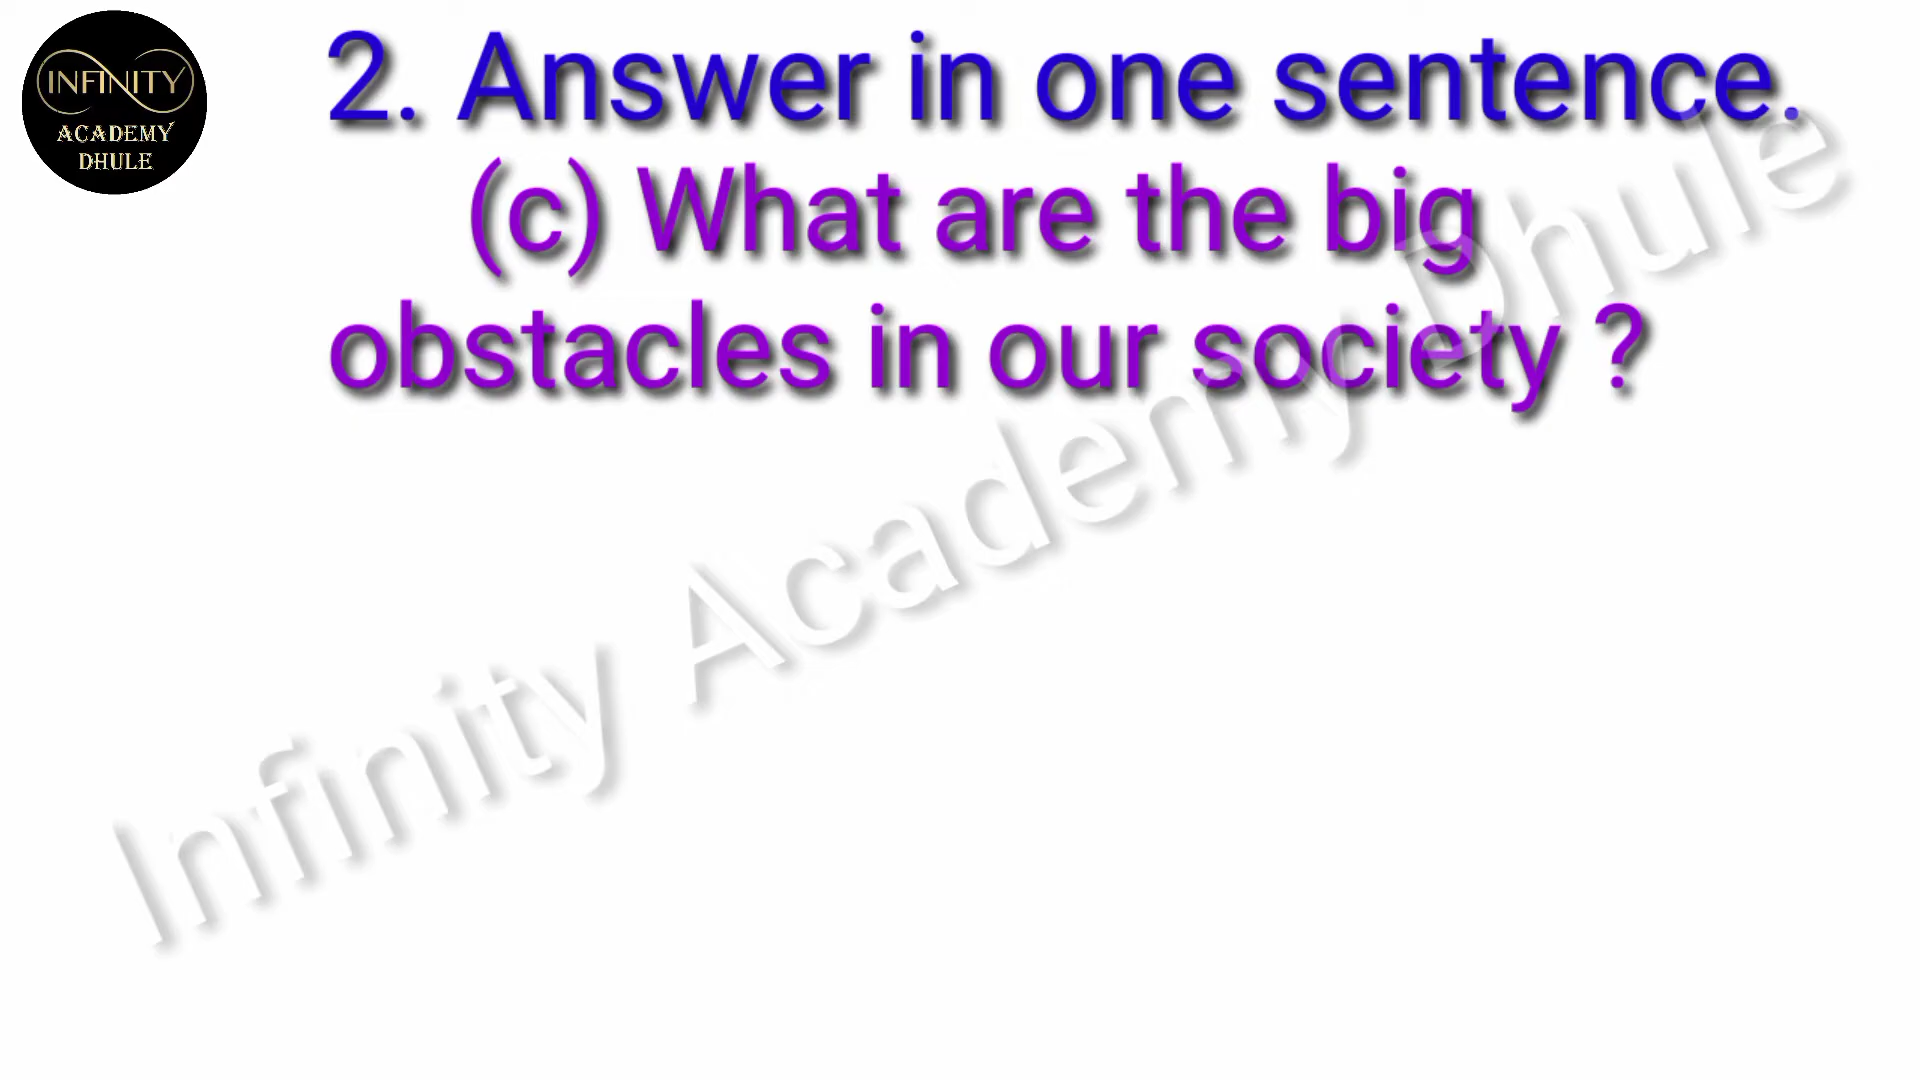 INFINITY
ACADEMY
DHULE
2. Answer in one sentence.
(c) What are the big
obstacles in our society ?
Infinity Academy Dhule